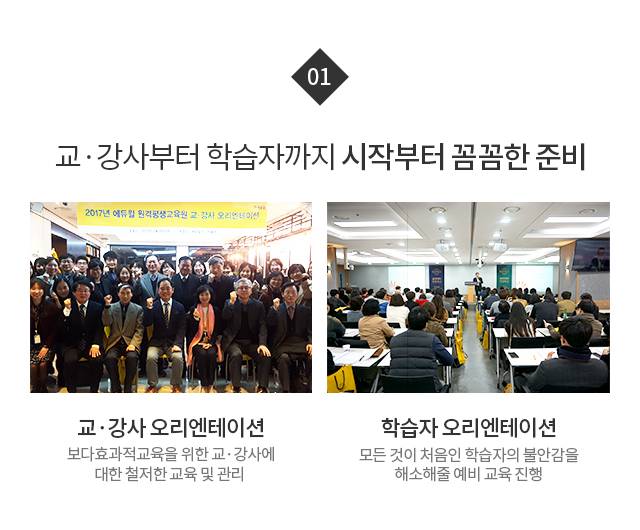 01
교·강사부터 학습자까지 시작부터 꼼꼼한 준비
2017년 에듀윌 원격평생교육원 교·강사 오리엔테이션
교·강사 오리엔테이션
보다효과적교육을 위한 교·강사에
대한 철저한 교육 및 관리
학습자 오리엔테이션
모든 것이 처음인 학습자의 불안감을
해소해줄 예비 교육 진행